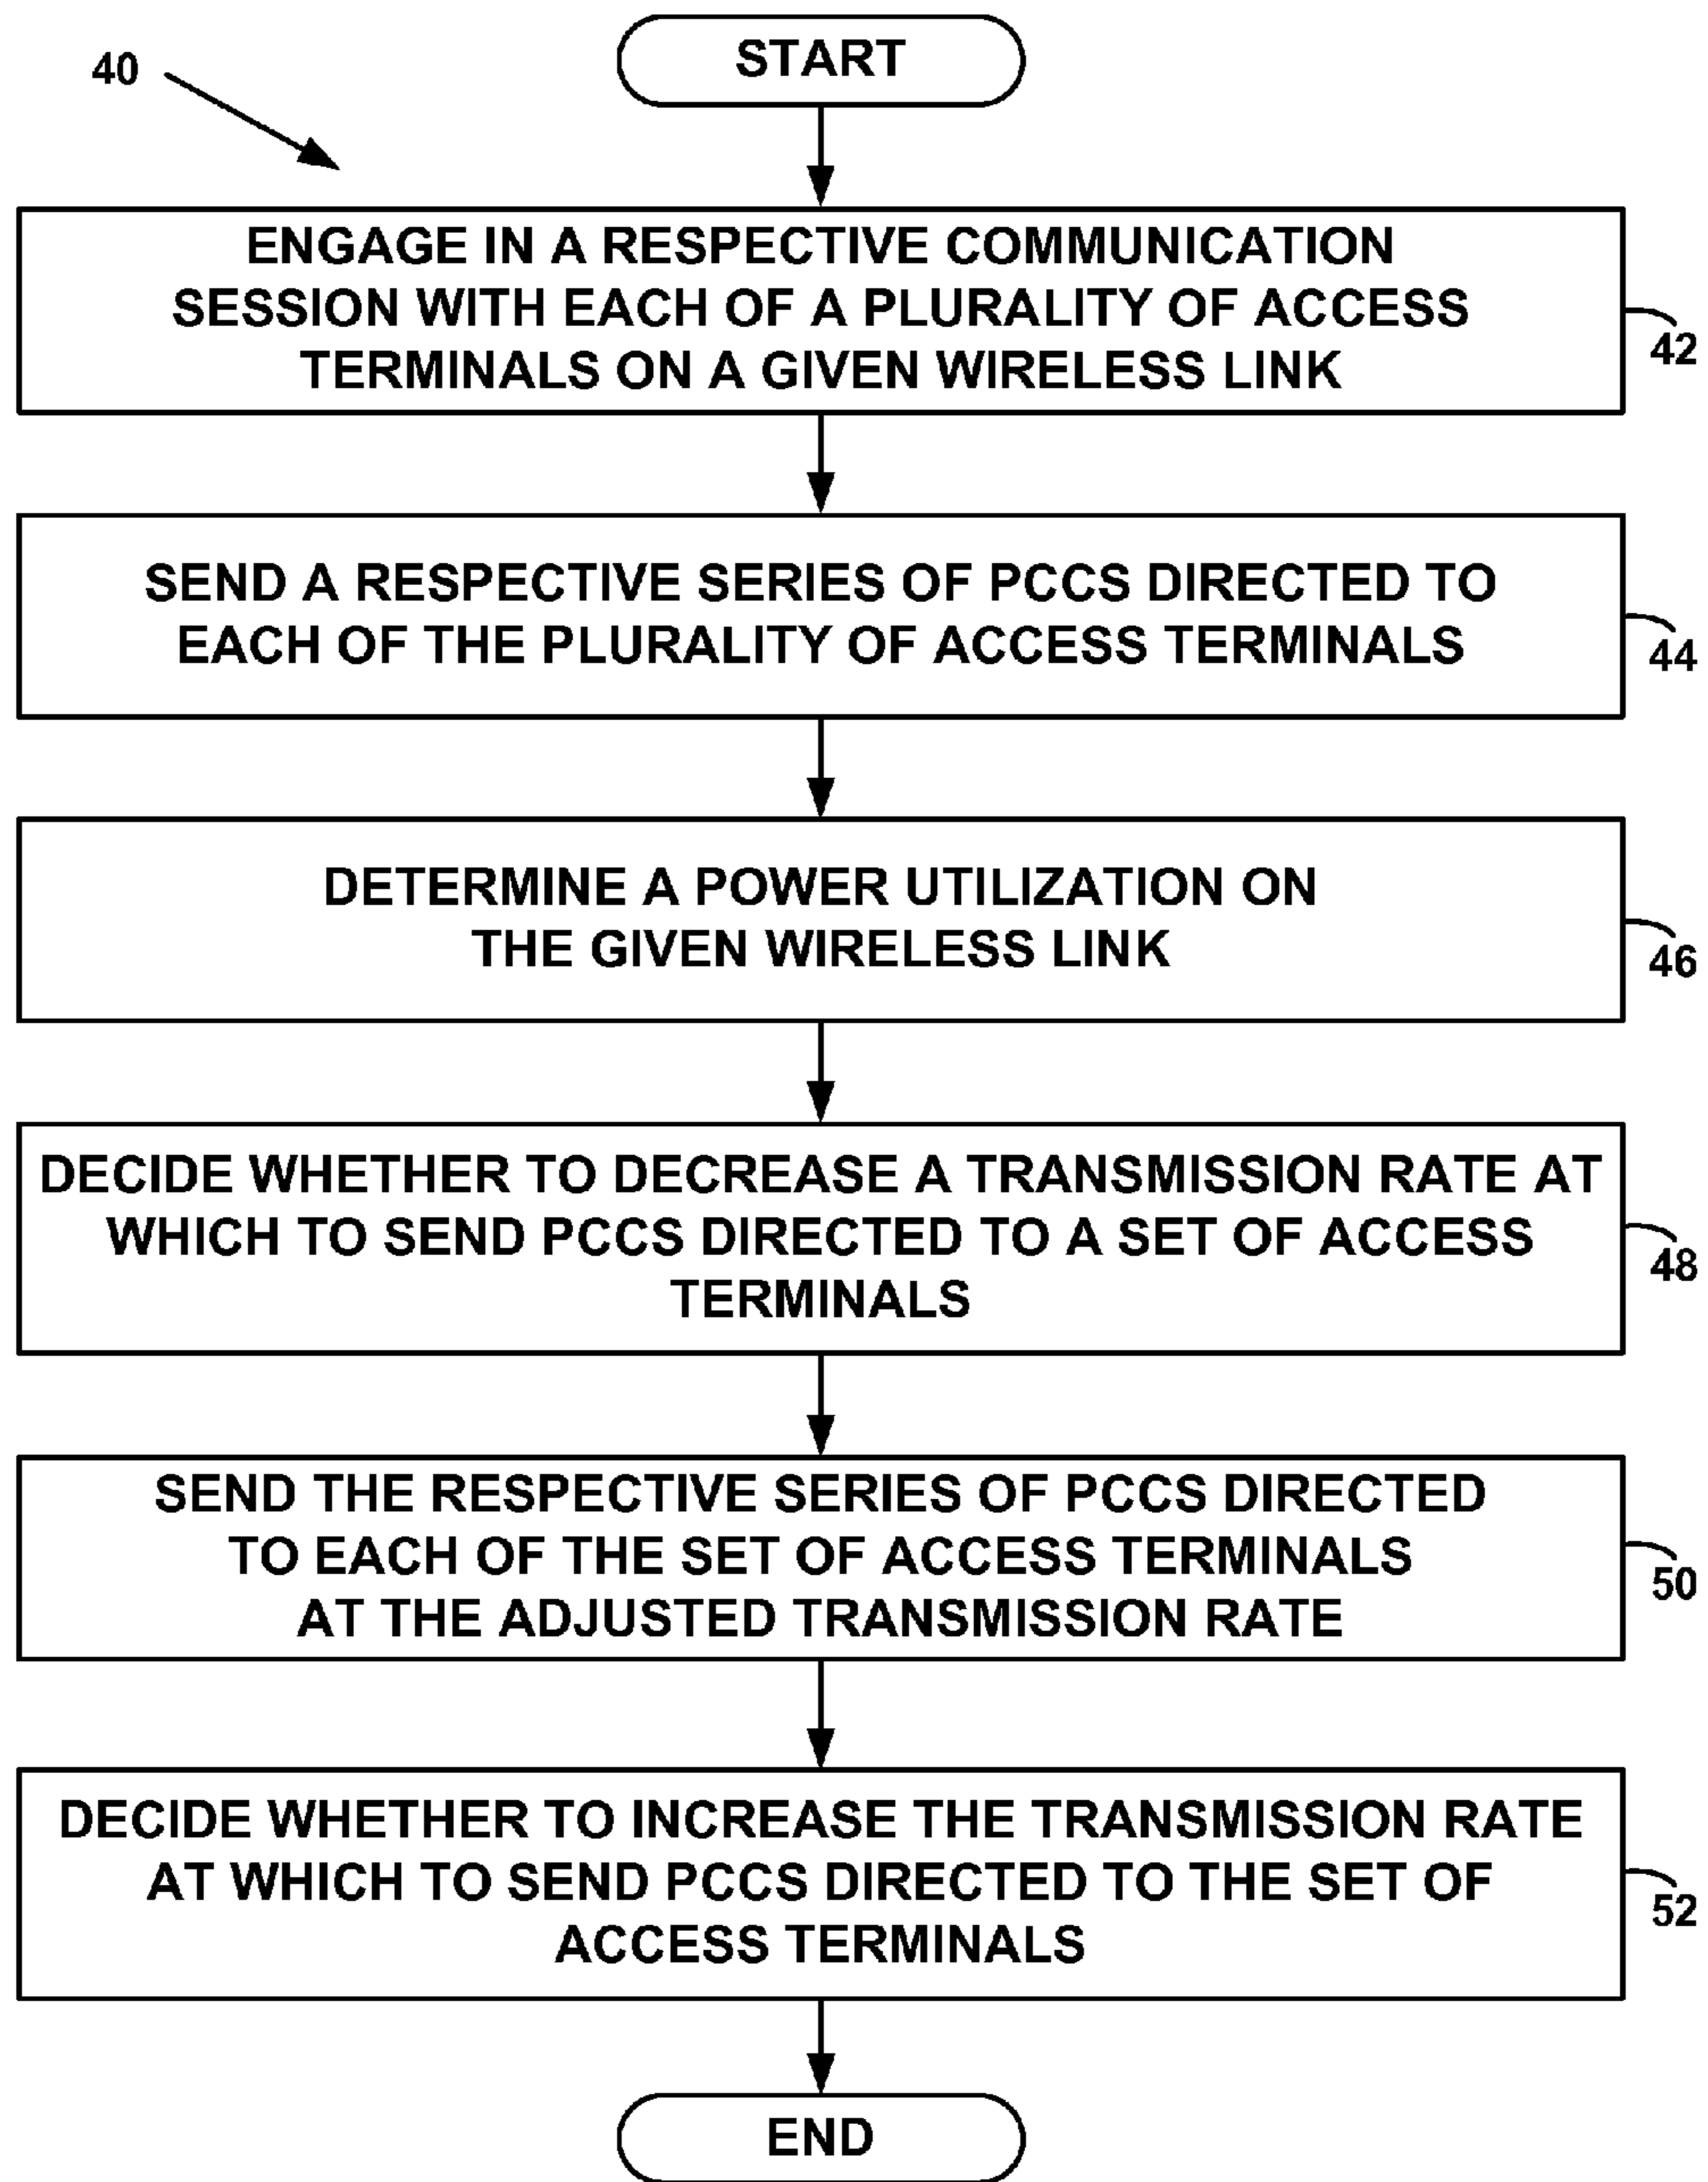 START
40
ENGAGE IN A RESPECTIVE COMMUNICATION
SESSION WITH EACH OF A PLURALITY OF ACCESS
TERMINALS ON A GIVEN WIRELESS LINK
42
SEND A RESPECTIVE SERIES OF PCCS DIRECTED TO
EACH OF THE PLURALITY OF ACCESS TERMINALS
44
DETERMINE A POWER UTILIZATION ON
THE GIVEN WIRELESS LINK
46
DECIDE WHETHER TO DECREASE A TRANSMISSION RATE AT
WHICH TO SEND PCCS DIRECTED TO A SET OF ACCESS
TERMINALS
48
SEND THE RESPECTIVE SERIES OF PCCS DIRECTED
TO EACH OF THE SET OF ACCESS TERMINALS
AT THE ADJUSTED TRANSMISSION RATE
50
DECIDE WHETHER TO INCREASE THE TRANSMISSION RATE
AT WHICH TO SEND PCCS DIRECTED TO THE SET OF
ACCESS TERMINALS
52
END